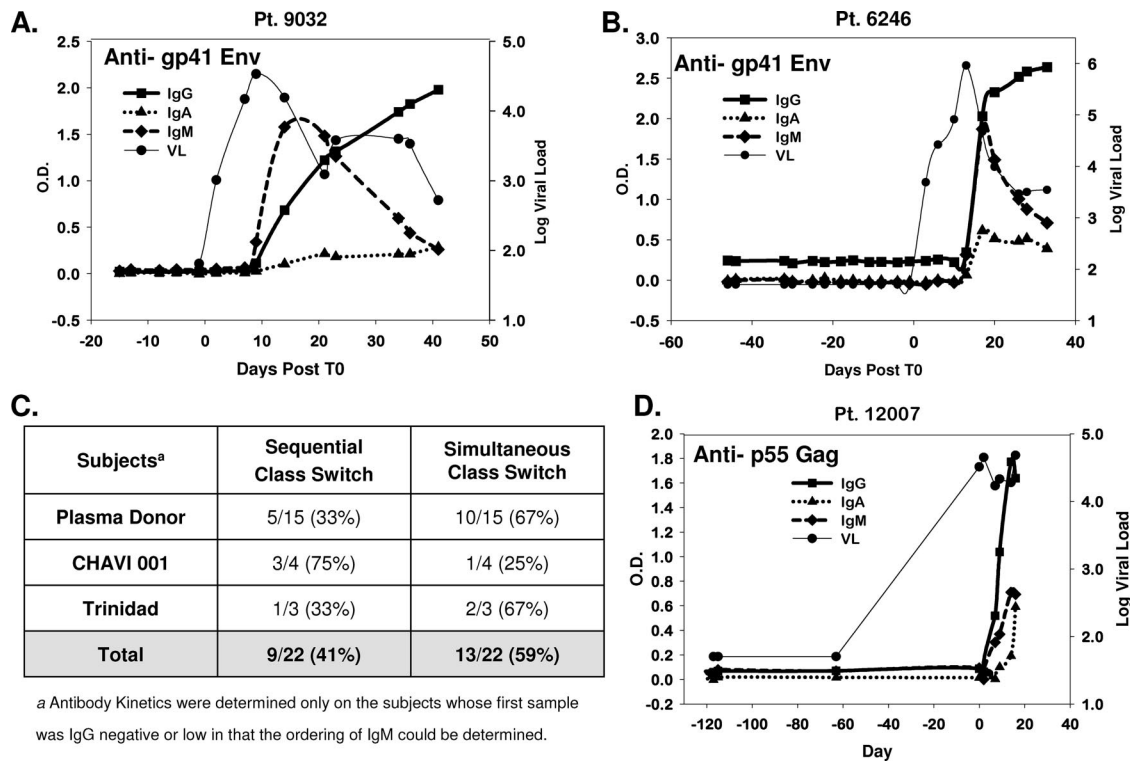 A.
Pt. 9032
Anti- gp41 Env
IgG
IgA
IgM
VL
2.5
2.0
1.5
1.0
0.5
0.0
-0.5
O.D.
5.0
4.0
3.0
2.0
1.0
Log Viral Load
-20 -10 0 10 20 30 40 50
Days Post T0
B.
Pt. 6246
Anti- gp41 Env
IgG
IgA
IgM
VL
3.0
2.5
2.0
1.5
1.0
0.5
0.0
-0.5
O.D.
6
5
4
3
2
1
Log Viral Load
-60 -40 -20 0 20 40 60
Days Post T0
C.
Subjectsa Sequential Class Switch Simultaneous Class Switch
Plasma Donor 5/15 (33%) 10/15 (67%)
CHAVI 001 3/4 (75%) 1/4 (25%)
Trinidad 1/3 (33%) 2/3 (67%)
Total 9/22 (41%) 13/22 (59%)
a Antibody Kinetics were determined only on the subjects whose first sample
was IgG negative or low in that the ordering of IgM could be determined.
D.
Pt. 12007
Anti- p55 Gag
IgG
IgA
IgM
VL
2.0
1.8
1.6
1.4
1.2
1.0
0.8
0.6
0.4
0.2
0.0
-0.2
O.D.
5.0
4.0
3.0
2.0
1.0
Log Viral Load
-120 -100 -80 -60 -40 -20 0 20 40
Day